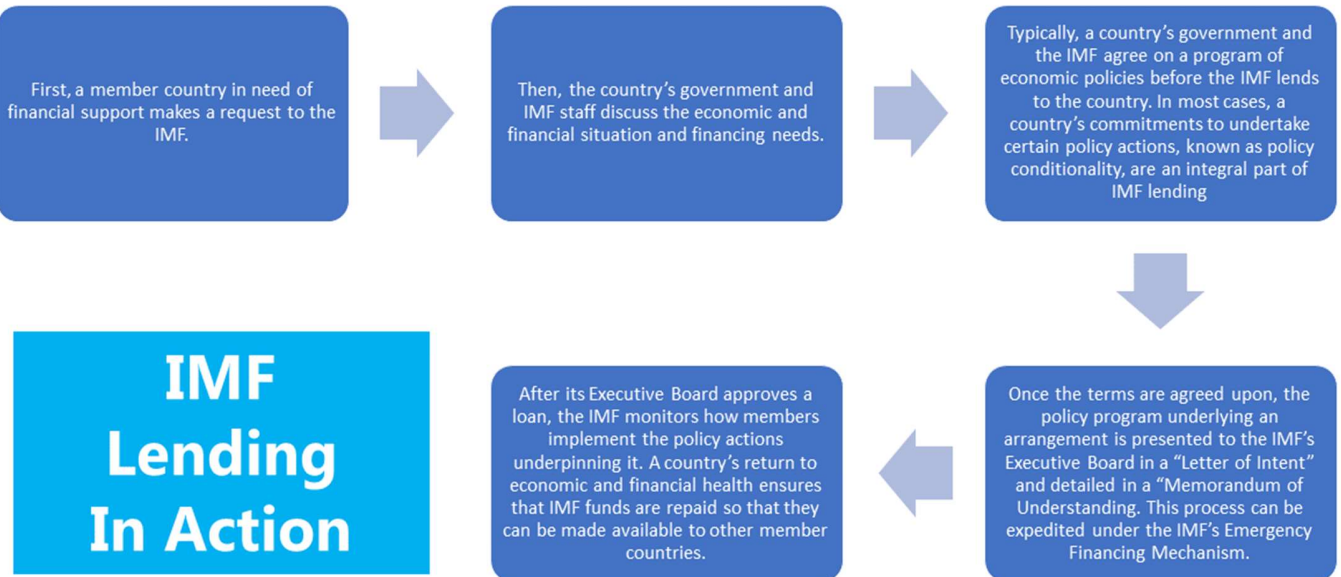 First, a member country in need of
financial support makes a request to the
IMF.
Then, the country’s government and
IMF staff discuss the economic and
financial situation and financing needs.
Typically, a country’s government and
the IMF agree on a program of
economic policies before the IMF lends
to the country. In most cases, a
country’s commitments to undertake
certain policy actions, known as policy
conditionality, are an integral part of
IMF lending
Once the terms are agreed upon, the
policy program underlying an
arrangement is presented to the IMF’s
Executive Board in a “Letter of Intent”
and detailed in a “Memorandum of
Understanding. This process can be
expedited under the IMF’s Emergency
Financing Mechanism.
After its Executive Board approves a
loan, the IMF monitors how members
implement the policy actions
underpinning it. A country’s return to
economic and financial health ensures
that IMF funds are repaid so that they
can be made available to other member
countries.
IMF
Lending
In Action